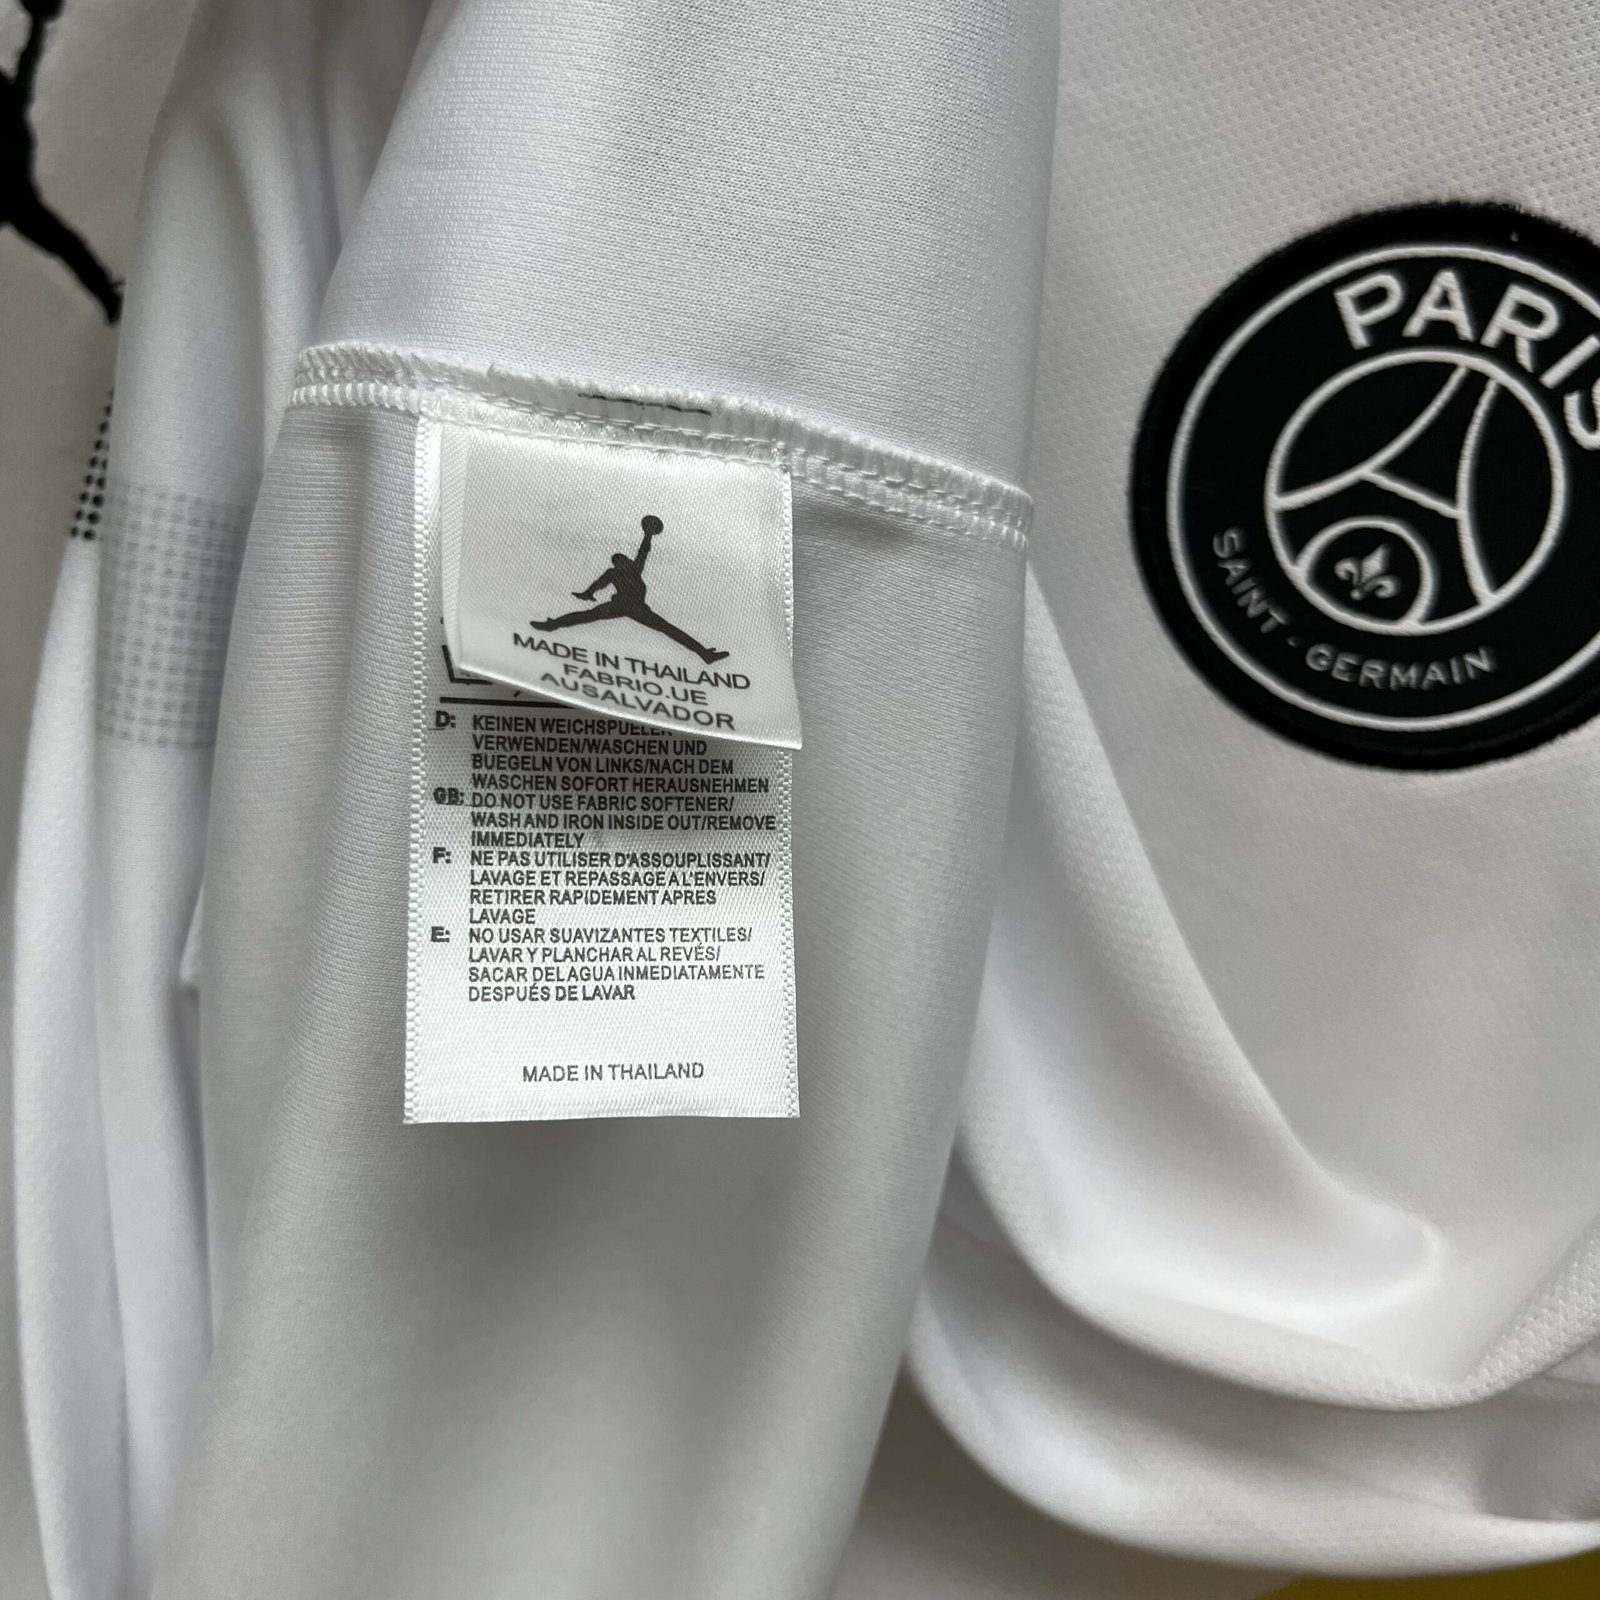 MADE IN THAILAND
FABRIO.UE
AUSALVADOR
D: KEINEN WEICHSPUELER
VERWENDEN/WASCHEN UND
BUEGELN VON LINKS/NACH DEM
WASCHEN SOFORT HERAUSNEHMEN
GB: DO NOT USE FABRIC SOFTENER/
WASH AND IRON INSIDE OUT/REMOVE
IMMEDIATELY
F: NE PAS UTILISER D'ASSOUPLISSANT/
LAVAGE ET REPASSAGE A L'ENVERS/
RETIRER RAPIDEMENT APRES
LAVAGE
E: NO USAR SUAVIZANTES TEXTILES/
LAVAR Y PLANCHAR AL REVÉS/
SACAR DEL AGUA INMEDIATAMENTE
DESPUÉS DE LAVAR
MADE IN THAILAND
PARIS
SAINT - GERMAIN